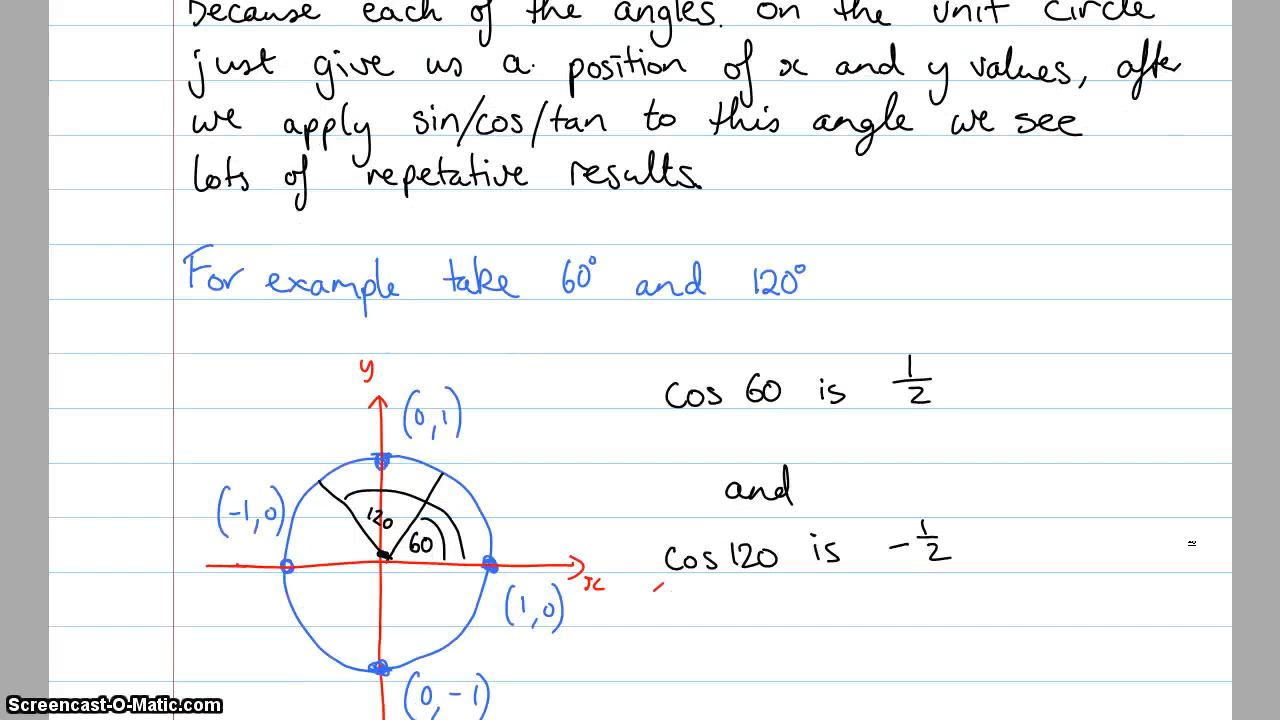 because each of the angles. on the unit circle
just give us a position of x and y values, after
we apply sin/cos/tan to this angle we see
lots of repetative results.
For example take 60° and 120°
y
(0,1)
(-1,0)
120
60
x
(1,0)
(0,-1)
cos 60 is 1/2
and
cos 120 is -1/2
Screencast-O-Matic.com